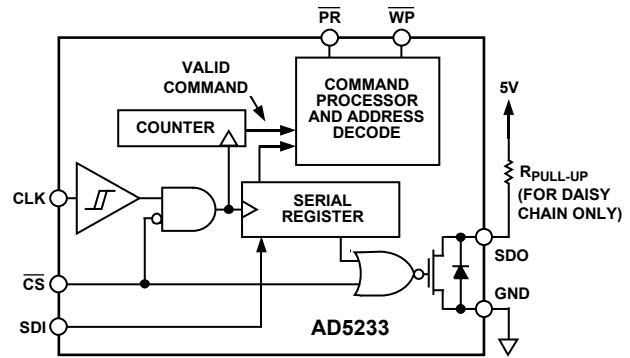 PR
WP
VALID
COMMAND
COMMAND
PROCESSOR
AND ADDRESS
DECODE
5V
COUNTER
RPULL-UP
(FOR DAISY
CHAIN ONLY)
CLK
SERIAL
REGISTER
SDO
CS
GND
SDI
AD5233